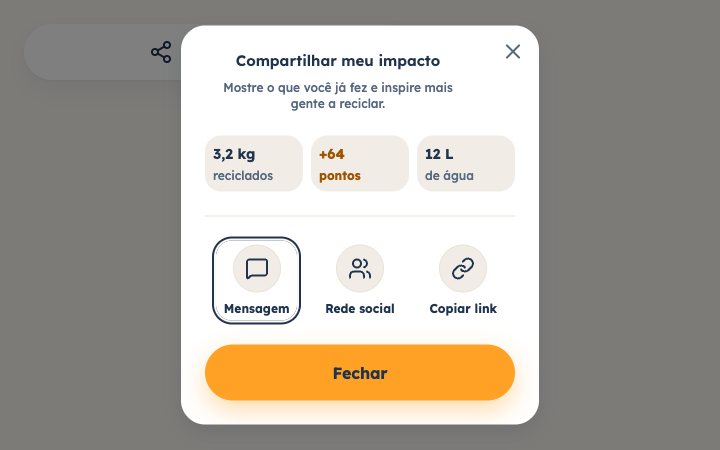 Compartilhar meu impacto
Mostre o que você já fez e inspire mais
gente a reciclar.
3,2 kg
reciclados
+64
pontos
12 L
de água
Mensagem
Rede social
Copiar link
Fechar